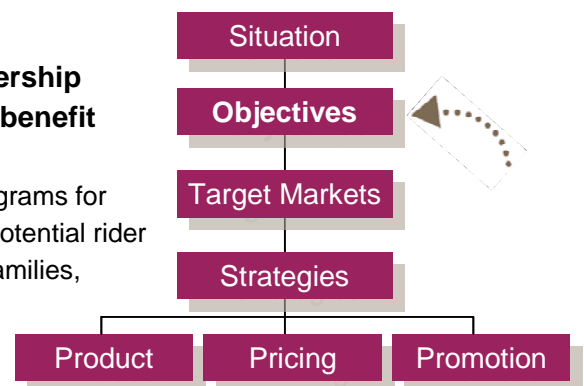 ership
benefit
grams for
otential rider
amilies,
Situation
Objectives
Target Markets
Strategies
Product
Pricing
Promotion